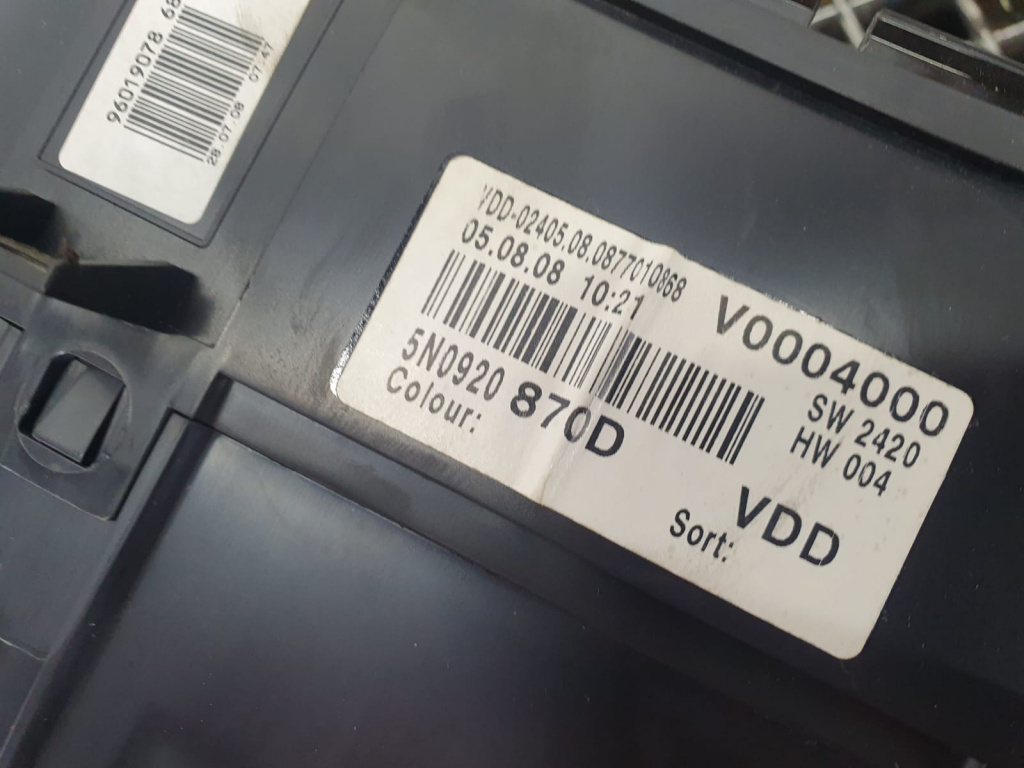 96019078 68
28.07.08 07:47
VDD-02405.08.0877010868
05.08.08 10:21
V0004000
SW 2420
HW 004
5N0920 870D
Colour:
VDD
Sort: